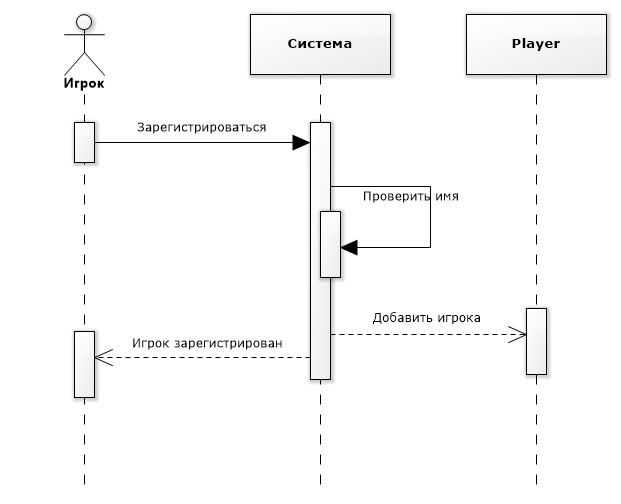 Игрок
Система
Player
Зарегистрироваться
Проверить имя
Добавить игрока
Игрок зарегистрирован